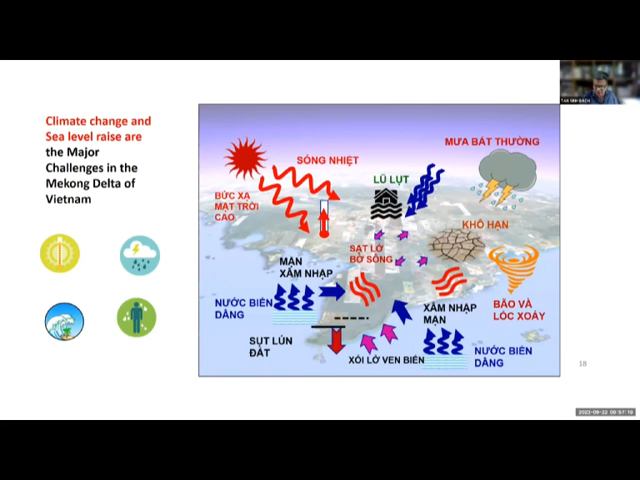 Climate change and
Sea level raise are
the Major
Challenges in the
Mekong Delta of
Vietnam
MƯA BẤT THƯỜNG
SÓNG NHIỆT
LŨ LỤT
BỨC XẠ
MẶT TRỜI
CAO
KHÔ HẠN
SẠT LỞ
BỜ SÔNG
MẶN
XÂM NHẬP
NƯỚC BIỂN
DÂNG
XÂM NHẬP
MẶN
BÃO VÀ
LỐC XOÁY
SỤT LÚN
ĐẤT
XÓI LỞ VEN BIỂN
NƯỚC BIỂN
DÂNG
18